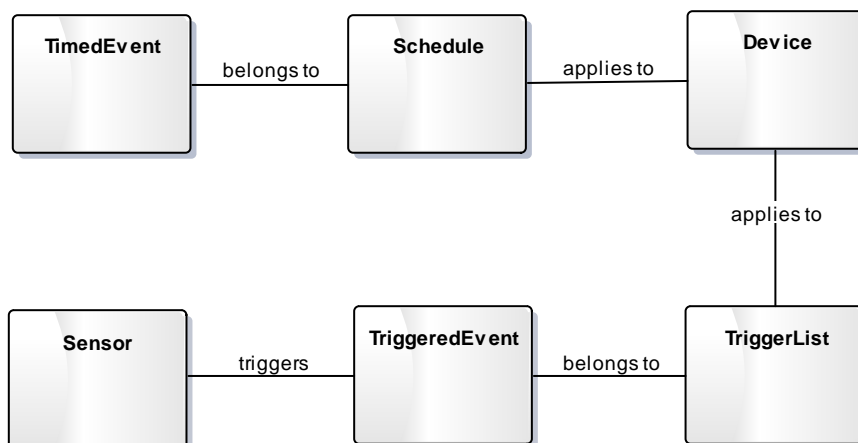 TimedEvent
belongs to
Schedule
applies to
Device
applies to
Sensor
triggers
TriggeredEvent
belongs to
TriggerList